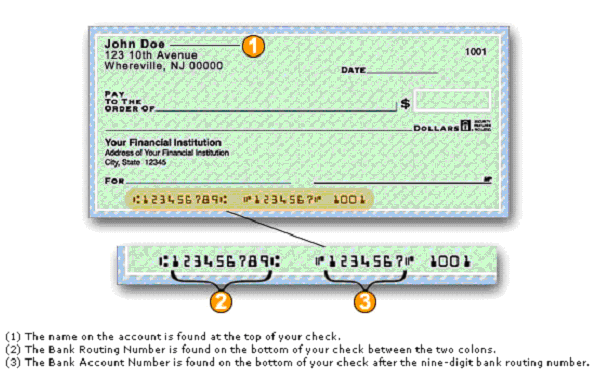 John Doe
1
123 10th Avenue
1001
Whereville, NJ 00000
DATE
PAY
TO THE
ORDER OF
$
DOLLARS
Your Financial Institution
Address of Your Financial Institution
City, State 12345
FOR
⑆123456789⑆ ⑈1234567⑈ 1001
⑆123456789⑆ ⑈1234567⑈ 1001
2
3
(1) The name on the account is found at the top of your check.
(2) The Bank Routing Number is found on the bottom of your check between the two colons.
(3) The Bank Account Number is found on the bottom of your check after the nine-digit bank routing number.